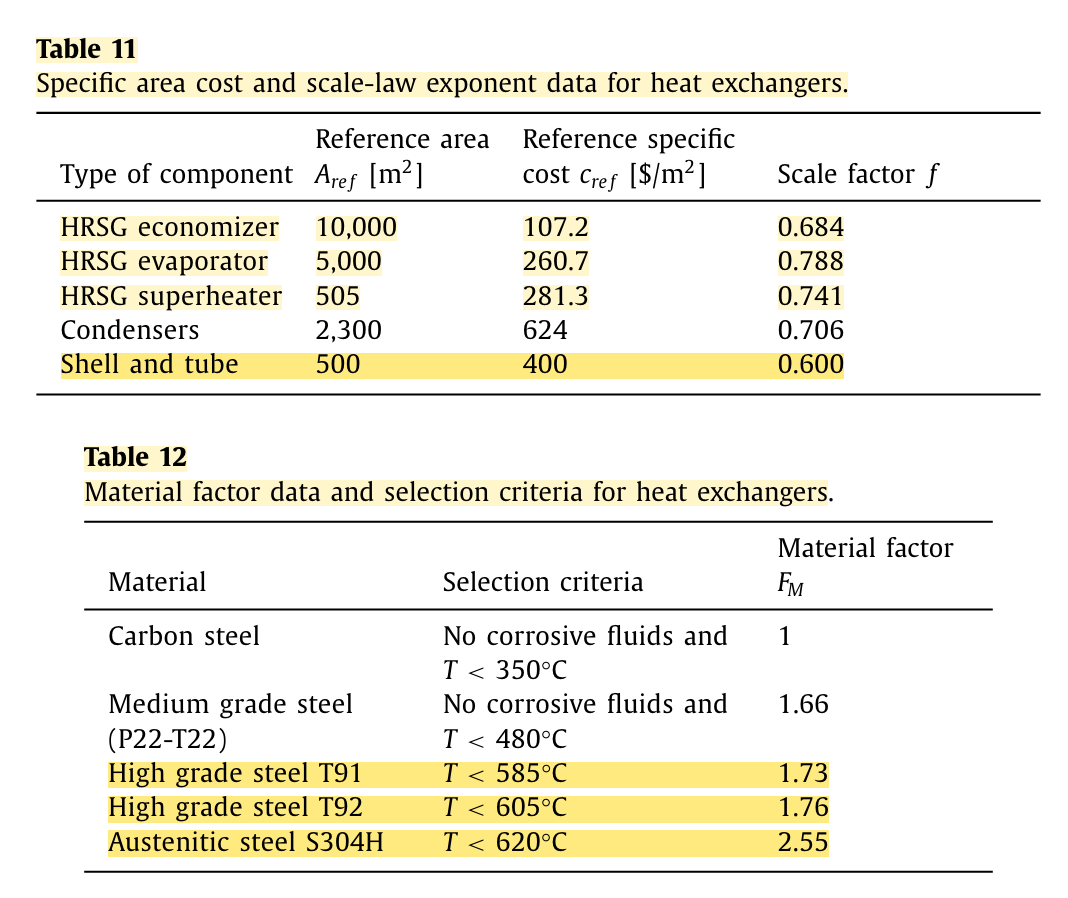 Table 11
Specific area cost and scale-law exponent data for heat exchangers.
Reference area Reference specific
Type of component A_ref [m²] cost c_ref [$/m²] Scale factor f
HRSG economizer 10,000 107.2 0.684
HRSG evaporator 5,000 260.7 0.788
HRSG superheater 505 281.3 0.741
Condensers 2,300 624 0.706
Shell and tube 500 400 0.600
Table 12
Material factor data and selection criteria for heat exchangers.
Material factor
Material Selection criteria F_M
Carbon steel No corrosive fluids and 1
T < 350°C
Medium grade steel No corrosive fluids and 1.66
(P22-T22) T < 480°C
High grade steel T91 T < 585°C 1.73
High grade steel T92 T < 605°C 1.76
Austenitic steel S304H T < 620°C 2.55